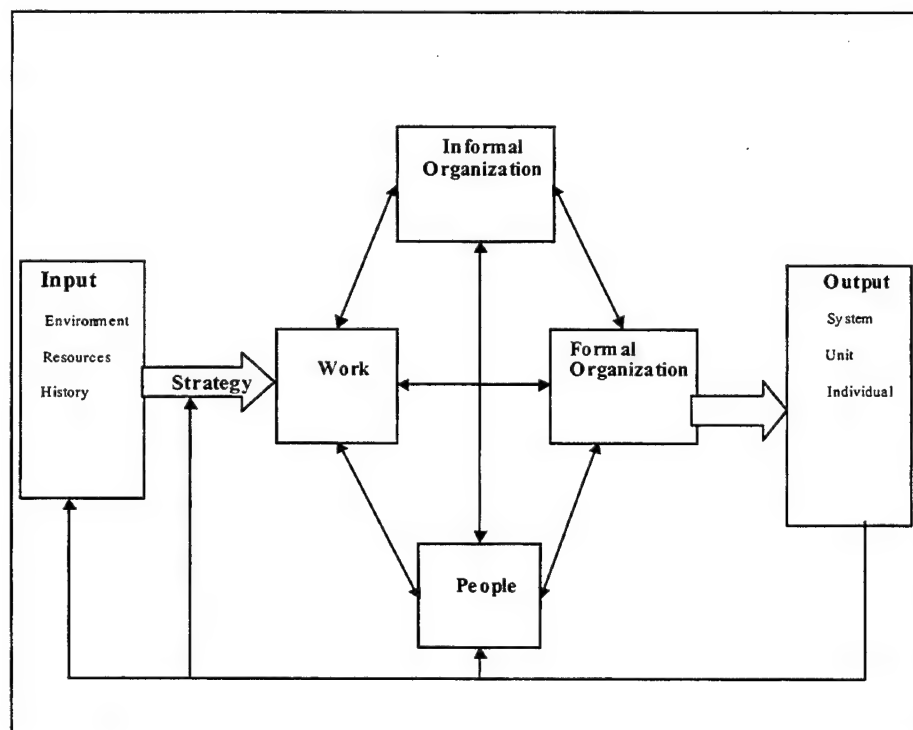 Informal
Organization
Input
Environment
Resources
History
Strategy
Work
Formal
Organization
Output
System
Unit
Individual
People